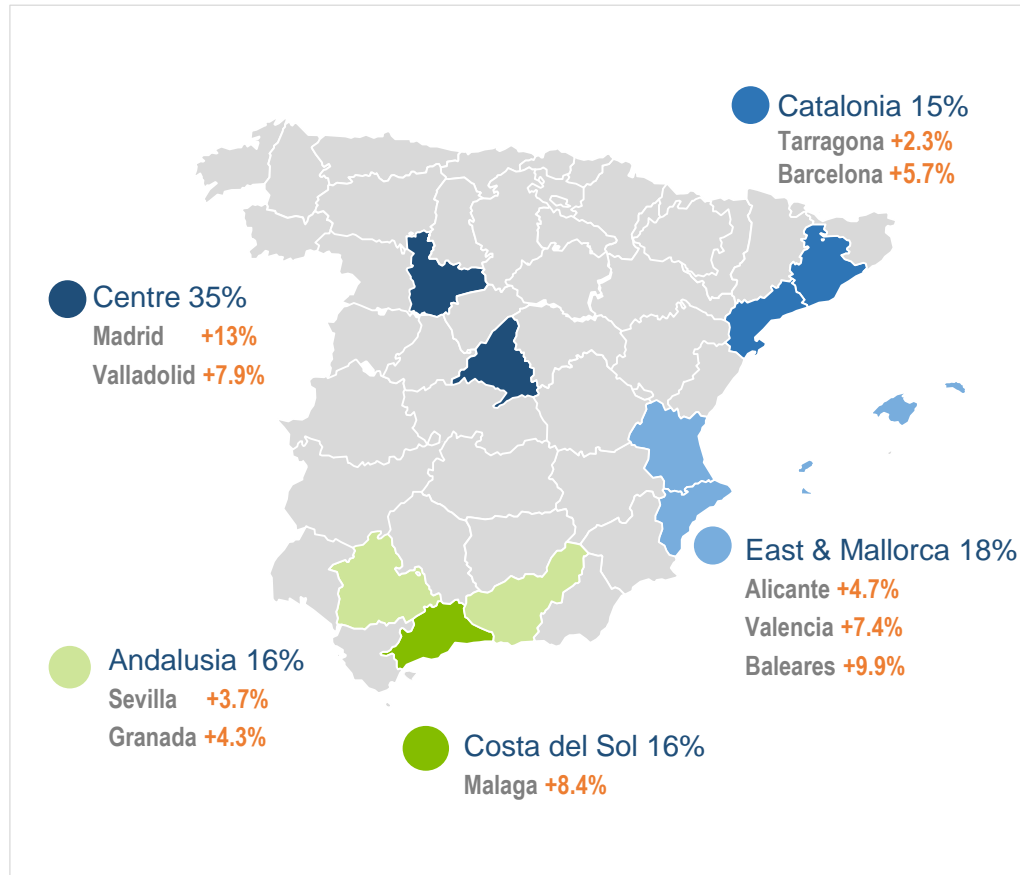 Catalonia 15%
Tarragona +2.3%
Barcelona +5.7%
Centre 35%
Madrid +13%
Valladolid +7.9%
East & Mallorca 18%
Alicante +4.7%
Valencia +7.4%
Baleares +9.9%
Andalusia 16%
Sevilla +3.7%
Granada +4.3%
Costa del Sol 16%
Malaga +8.4%